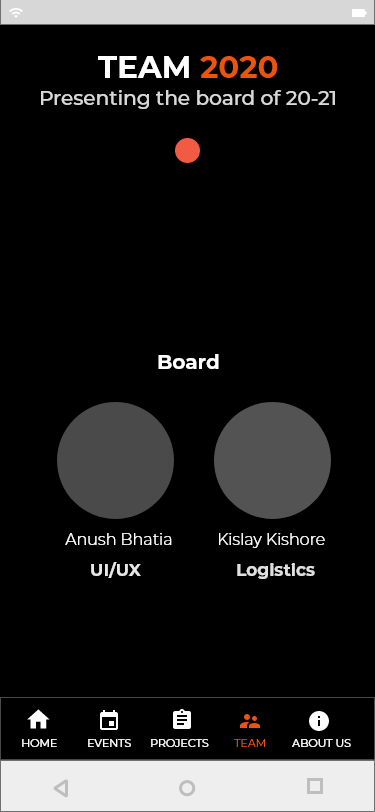 TEAM 2020
Presenting the board of 20-21
Board
Anush Bhatia
Kislay Kishore
UI/UX
Logistics
HOME
EVENTS
PROJECTS
TEAM
ABOUT US